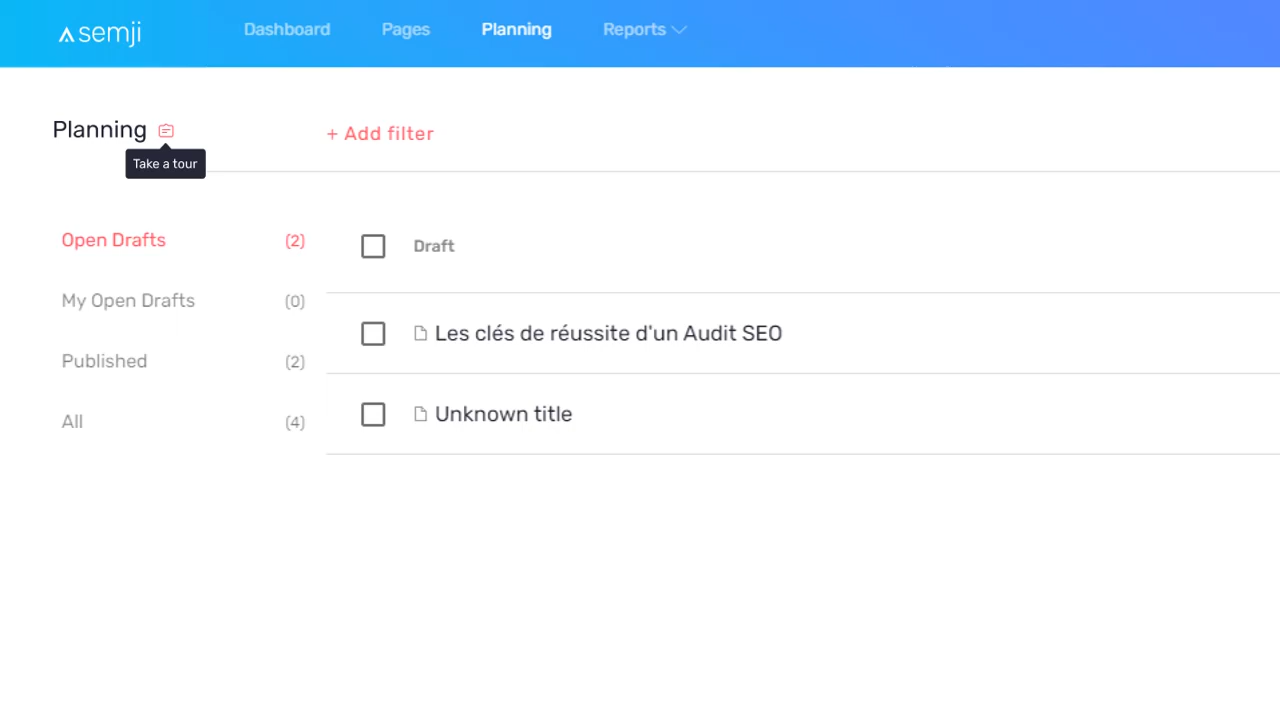 semji
Dashboard Pages Planning Reports
Planning
+ Add filter
Take a tour
Open Drafts (2)
My Open Drafts (0)
Published (2)
All (4)
Draft
Les clés de réussite d'un Audit SEO
Unknown title